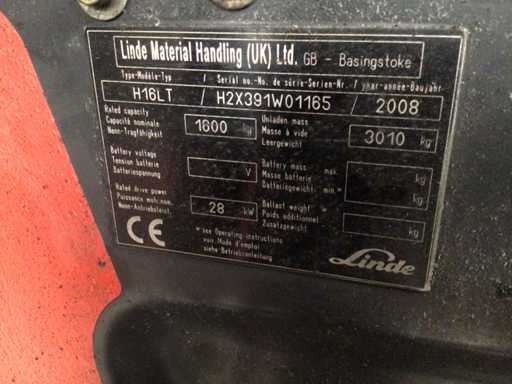 Linde Material Handling (UK) Ltd. GB - Basingstoke
Type-Modèle-Typ / Serial no.-No. de série-Serien-Nr. / year-année-Baujahr
H16LT / H2X391W01165 / 2008
Rated capacity
Capacité nominale 1600 kg
Nenn-Tragfähigkeit
Unladen mass
Masse à vide 3010 kg
Leergewicht
Battery voltage
Tension batterie V
Batteriespannung
Battery mass max. kg
Masse batterie
Batteriegewicht min.* kg
Rated drive power
Puissance mot.nom. 28 kW
Nenn-Antriebsleist.
Ballast weight *
Poids additionnel kg
Zusatzgewicht
CE
* see Operating instructions
voir Mode d'emploi
siehe Betriebsanleitung
Linde